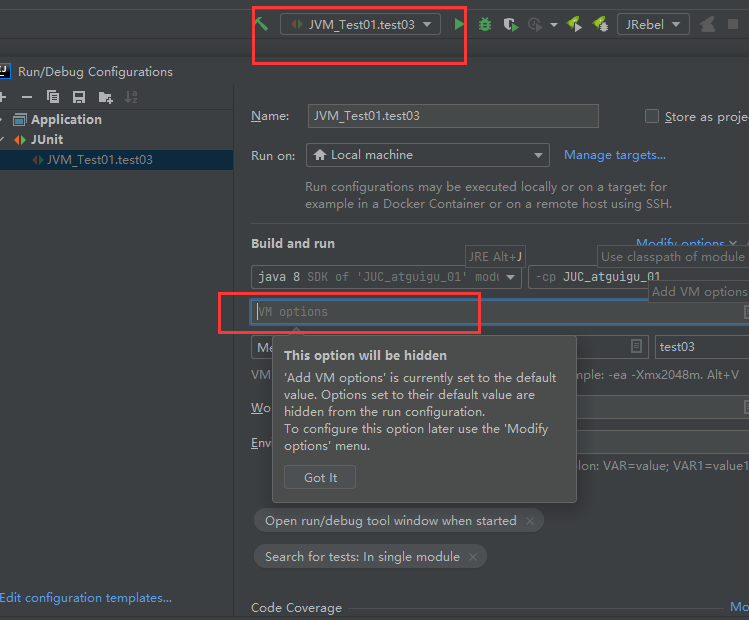 JVM_Test01.test03
JRebel
Run/Debug Configurations
Application
JUnit
JVM_Test01.test03
Name:
JVM_Test01.test03
Store as proje
Run on:
Local machine
Manage targets...
Run configurations may be executed locally or on a target: for
example in a Docker Container or on a remote host using SSH.
Build and run
Modify options
JRE Alt+J
Use classpath of module
java 8 SDK of 'JUC_atguigu_01' modu
-cp JUC_atguigu_01
Add VM options
VM options
Me
test03
This option will be hidden
'Add VM options' is currently set to the default
value. Options set to their default value are
hidden from the run configuration.
To configure this option later use the 'Modify
options' menu.
Got It
VM
mple: -ea -Xmx2048m. Alt+V
Wo
Envi
lon: VAR=value; VAR1=value1
Open run/debug tool window when started
Search for tests: In single module
Edit configuration templates...
Code Coverage
Mo